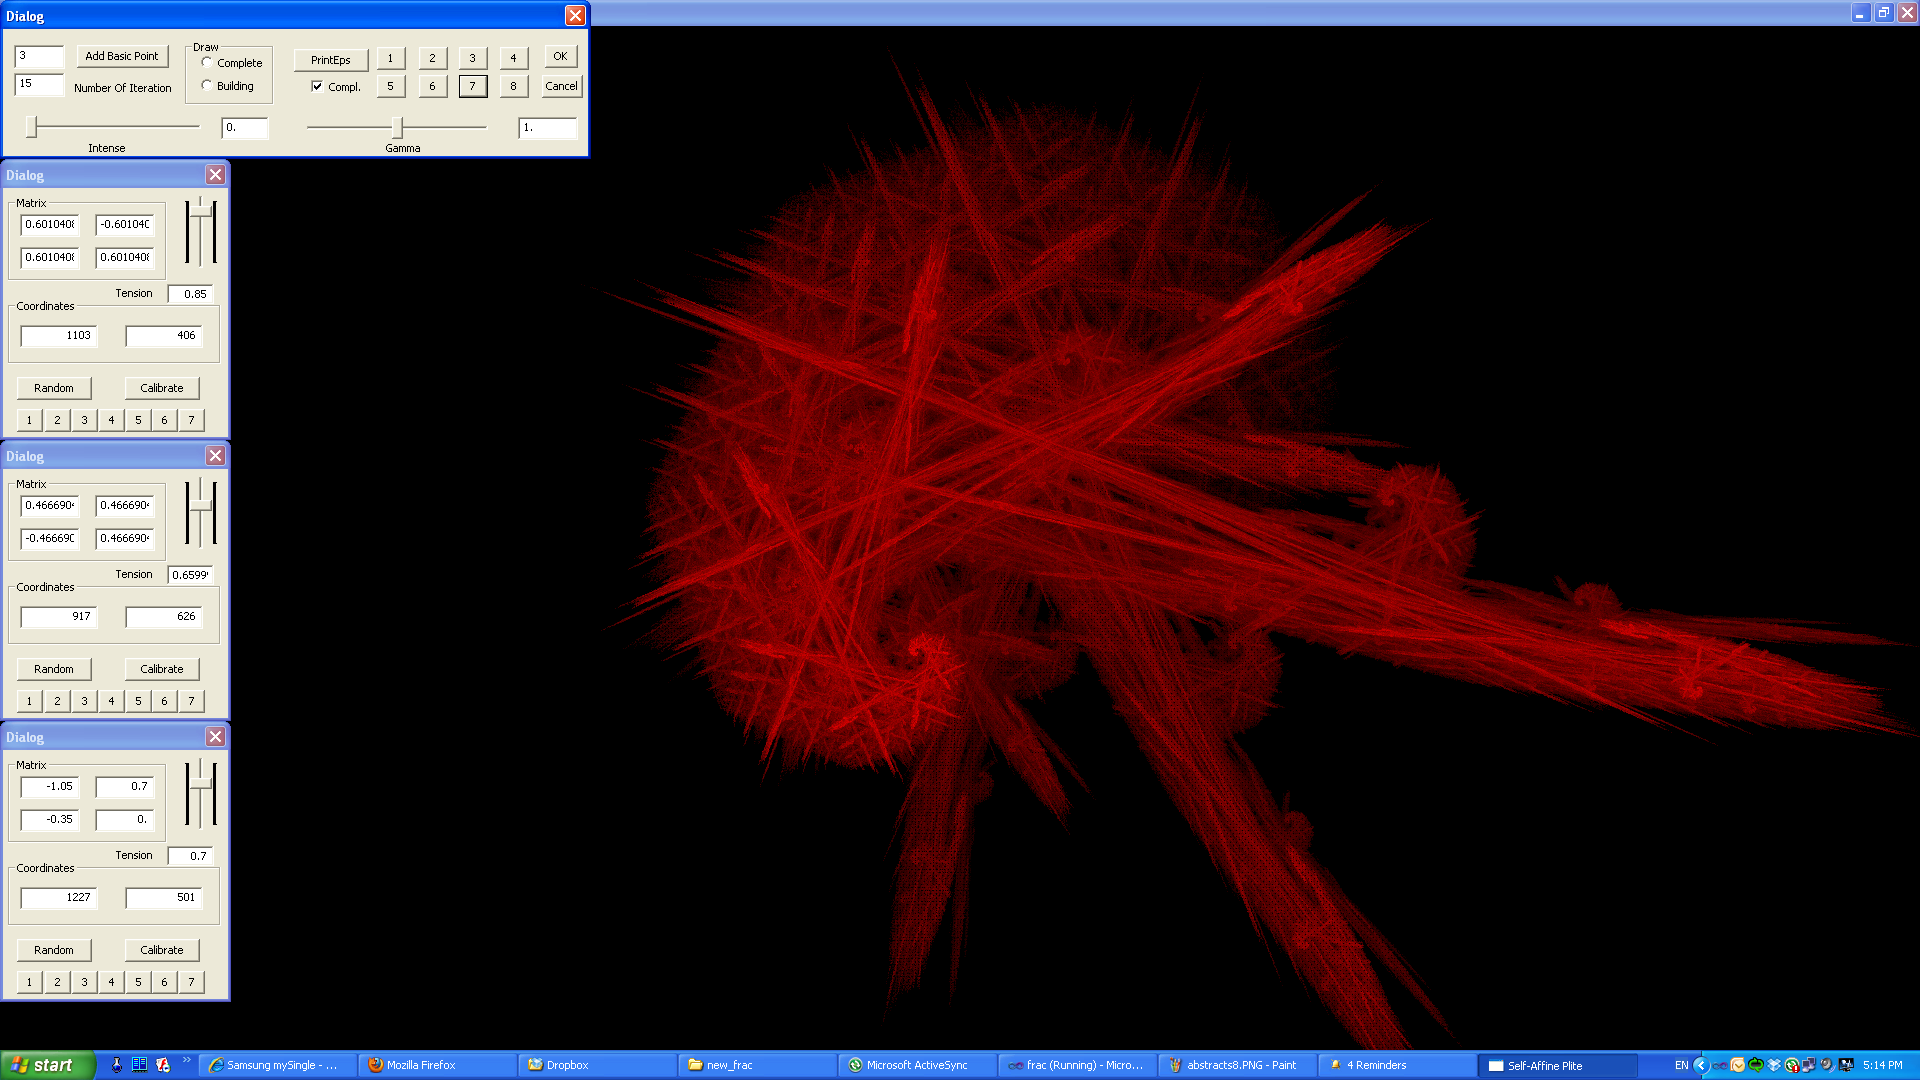 Dialog
3
Add Basic Point
15
Number Of Iteration
Draw
Complete
Building
PrintEps
Compl.
1 2 3 4
5 6 7 8
OK
Cancel
0.
Intense
1.
Gamma
Dialog
Matrix
0.6010408 -0.60104C
0.6010408 0.6010408
Tension 0.85
Coordinates
1103 406
Random Calibrate
1 2 3 4 5 6 7
Dialog
Matrix
0.466690 0.466690
-0.466690 0.466690
Tension 0.6599
Coordinates
917 626
Random Calibrate
1 2 3 4 5 6 7
Dialog
Matrix
-1.05 0.7
-0.35 0.
Tension 0.7
Coordinates
1227 501
Random Calibrate
1 2 3 4 5 6 7
start
Samsung mySingle - ...
Mozilla Firefox
Dropbox
new_frac
Microsoft ActiveSync
frac (Running) - Micro...
abstracts8.PNG - Paint
4 Reminders
Self-Affine Plite
EN
5:14 PM